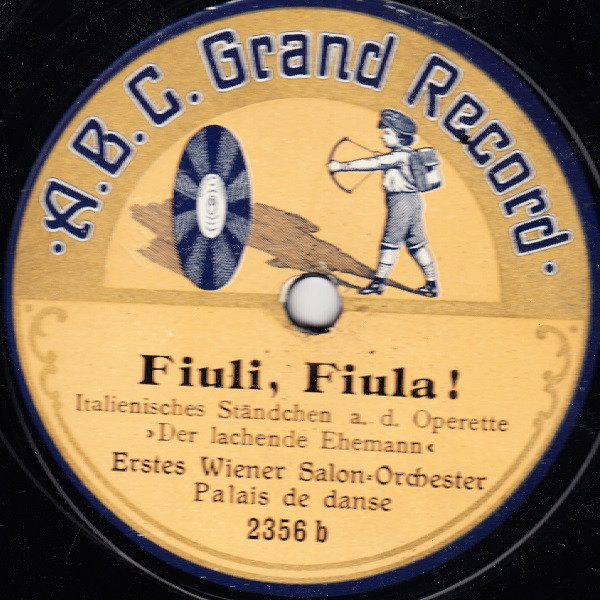 · A. B. C. Grand Record ·
Fiuli, Fiula!
Italienisches Ständchen a. d. Operette
›Der lachende Ehemann‹
Erstes Wiener Salon-Orchester
Palais de danse
2356 b